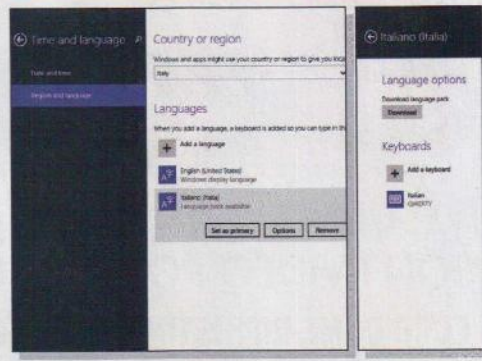 Time and language
Date and time
Region and language
Country or region
Windows and apps might use your country or region to give you loca
Italy
Languages
When you add a language, a keyboard is added so you can type in th
Add a language
English (United States)
Windows display language
Italiano (Italia)
Language pack available
Set as primary
Options
Remove
Italiano (Italia)
Language options
Download language pack
Download
Keyboards
Add a keyboard
Italian
QWERTY